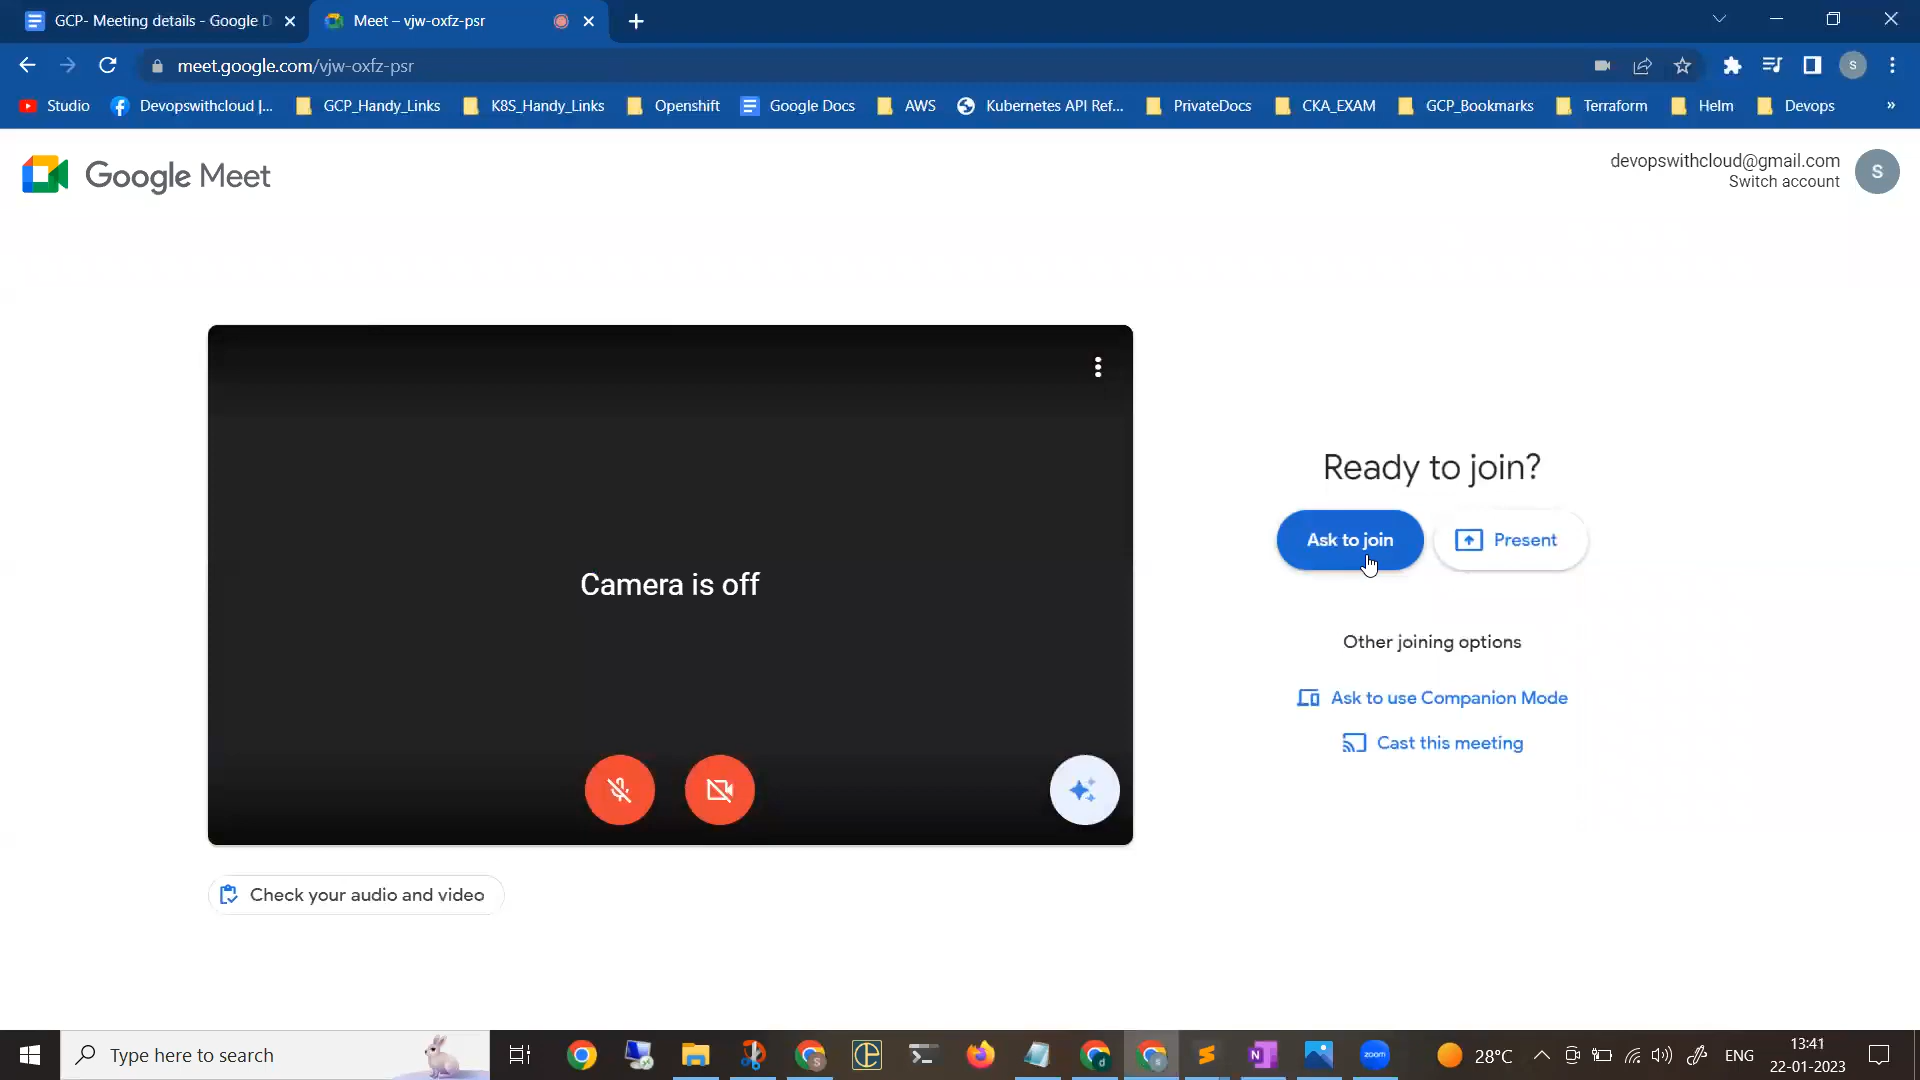 GCP- Meeting details - Google D
Meet – vjw-oxfz-psr
meet.google.com/vjw-oxfz-psr
S
Studio
Devopswithcloud |...
GCP_Handy_Links
K8S_Handy_Links
Openshift
Google Docs
AWS
Kubernetes API Ref...
PrivateDocs
CKA_EXAM
GCP_Bookmarks
Terraform
Helm
Devops
»
Google Meet
devopswithcloud@gmail.com
Switch account
S
Camera is off
Ready to join?
Ask to join
Present
Other joining options
Ask to use Companion Mode
Cast this meeting
Check your audio and video
Type here to search
zoom
28°C
ENG
13:41
22-01-2023